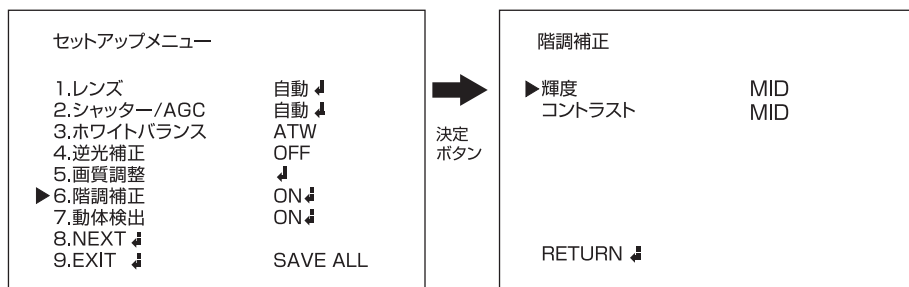 セットアップメニュー
1.レンズ 自動↲
2.シャッター/AGC 自動↲
3.ホワイトバランス ATW
4.逆光補正 OFF
5.画質調整 ↲
▶6.階調補正 ON↲
7.動体検出 ON↲
8.NEXT↲
9.EXIT ↲ SAVE ALL
決定
ボタン
階調補正
▶輝度 MID
コントラスト MID
RETURN ↲